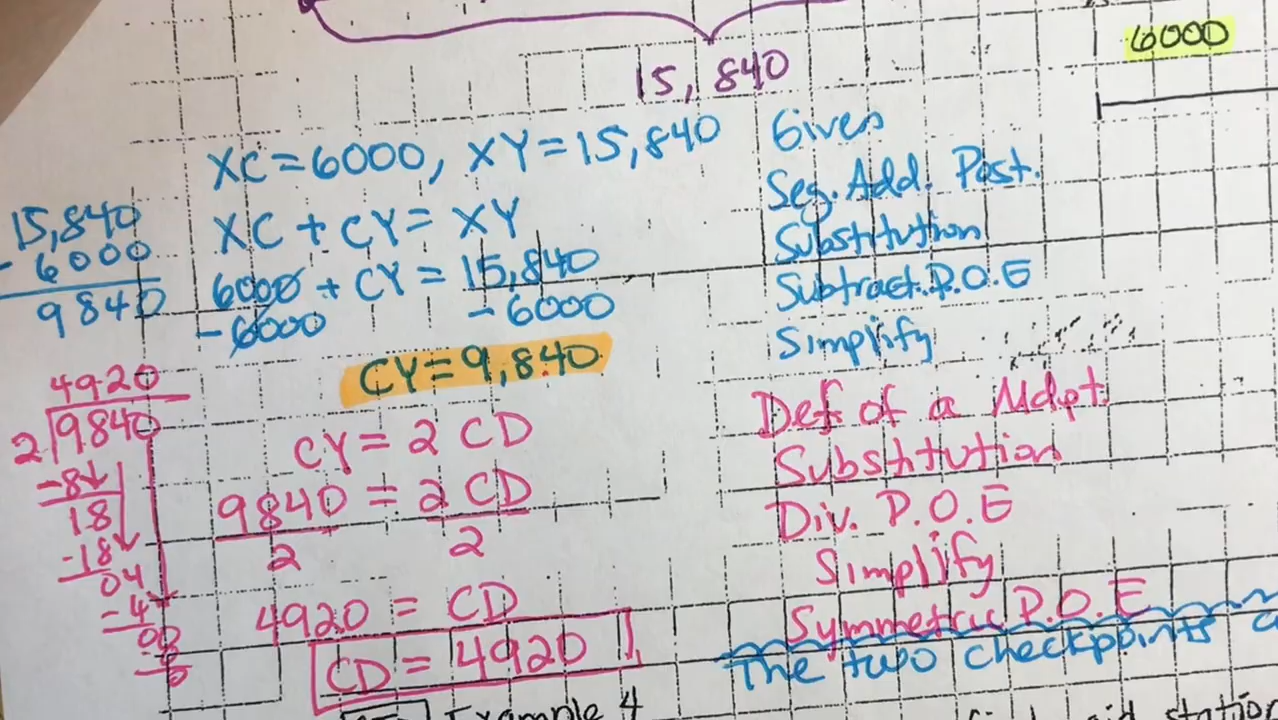 6000
15,840
XC = 6000, XY = 15,840 Given
XC + CY = XY Seg. Add. Post.
6000 + CY = 15,840 Substitution
-6000 -6000 Subtract. P.O.E
CY = 9,840 Simplify
15,840
- 6000
9840
CY = 2 CD Def. of a Mdpt.
9840 = 2 CD Substitution
2 2 Div. P.O.E
4920 = CD Simplify
CD = 4920 Symmetric P.O.E
4920
2 9840
-8
18
-18
04
-4
00
The two checkpoints
Example 4